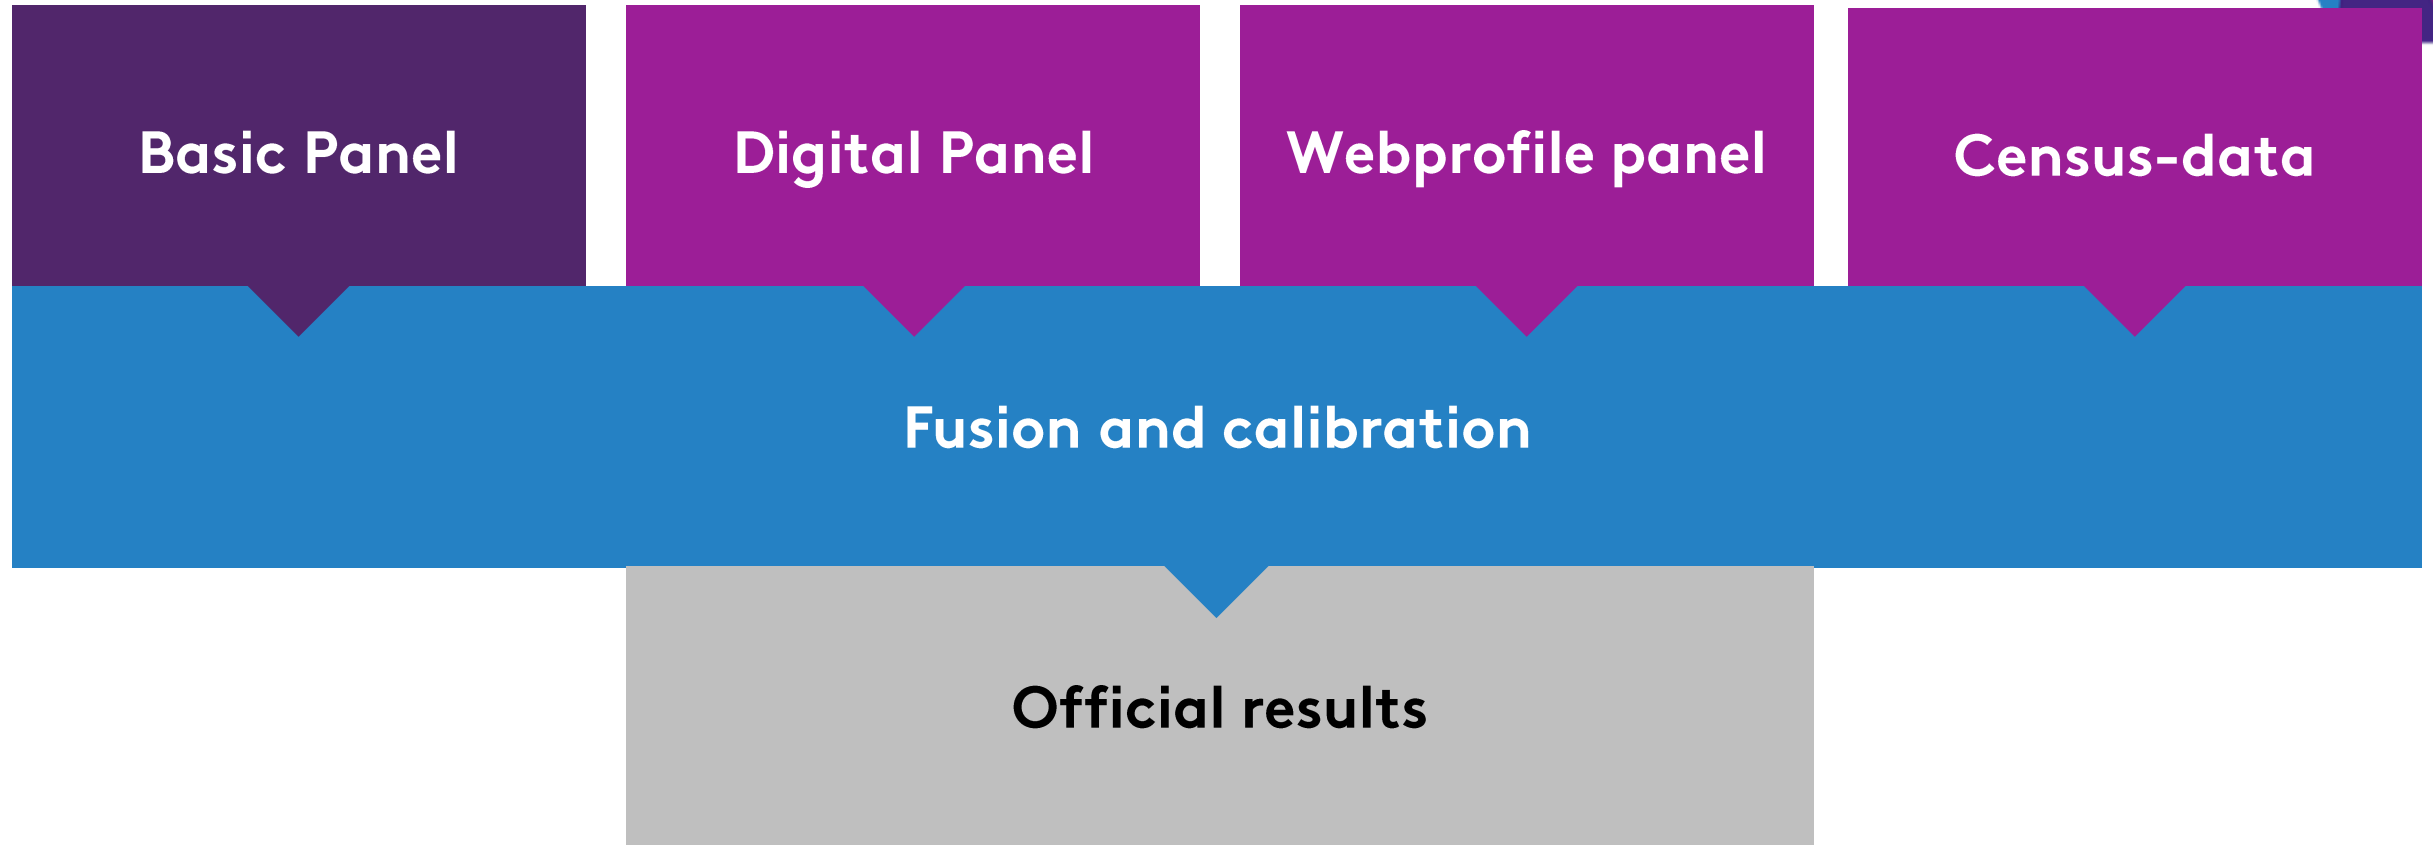 Basic Panel
Digital Panel
Webprofile panel
Census-data
Fusion and calibration
Official results